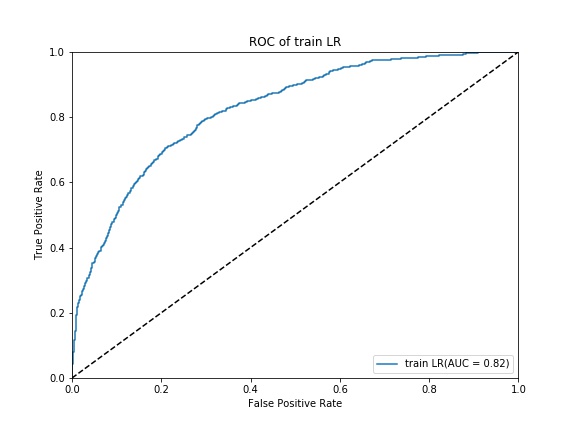 ROC of train LR
1.0
0.8
0.6
0.4
0.2
0.0
True Positive Rate
train LR(AUC = 0.82)
0.0 0.2 0.4 0.6 0.8 1.0
False Positive Rate